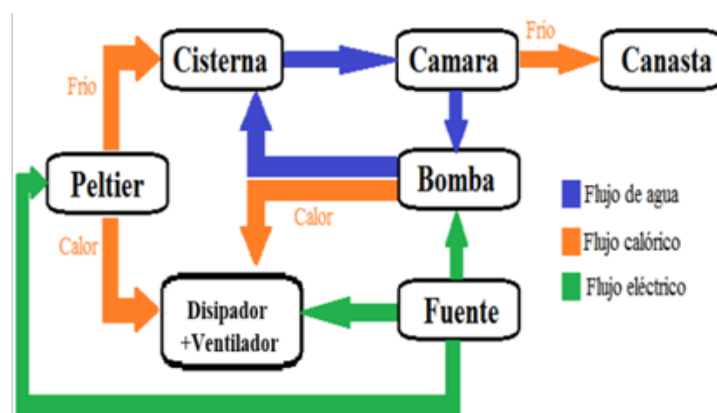 Frio
Cisterna
Camara
Canasta
Frio
Peltier
Bomba
Flujo de agua
Calor
Calor
Flujo calórico
Disipador
+Ventilador
Fuente
Flujo eléctrico